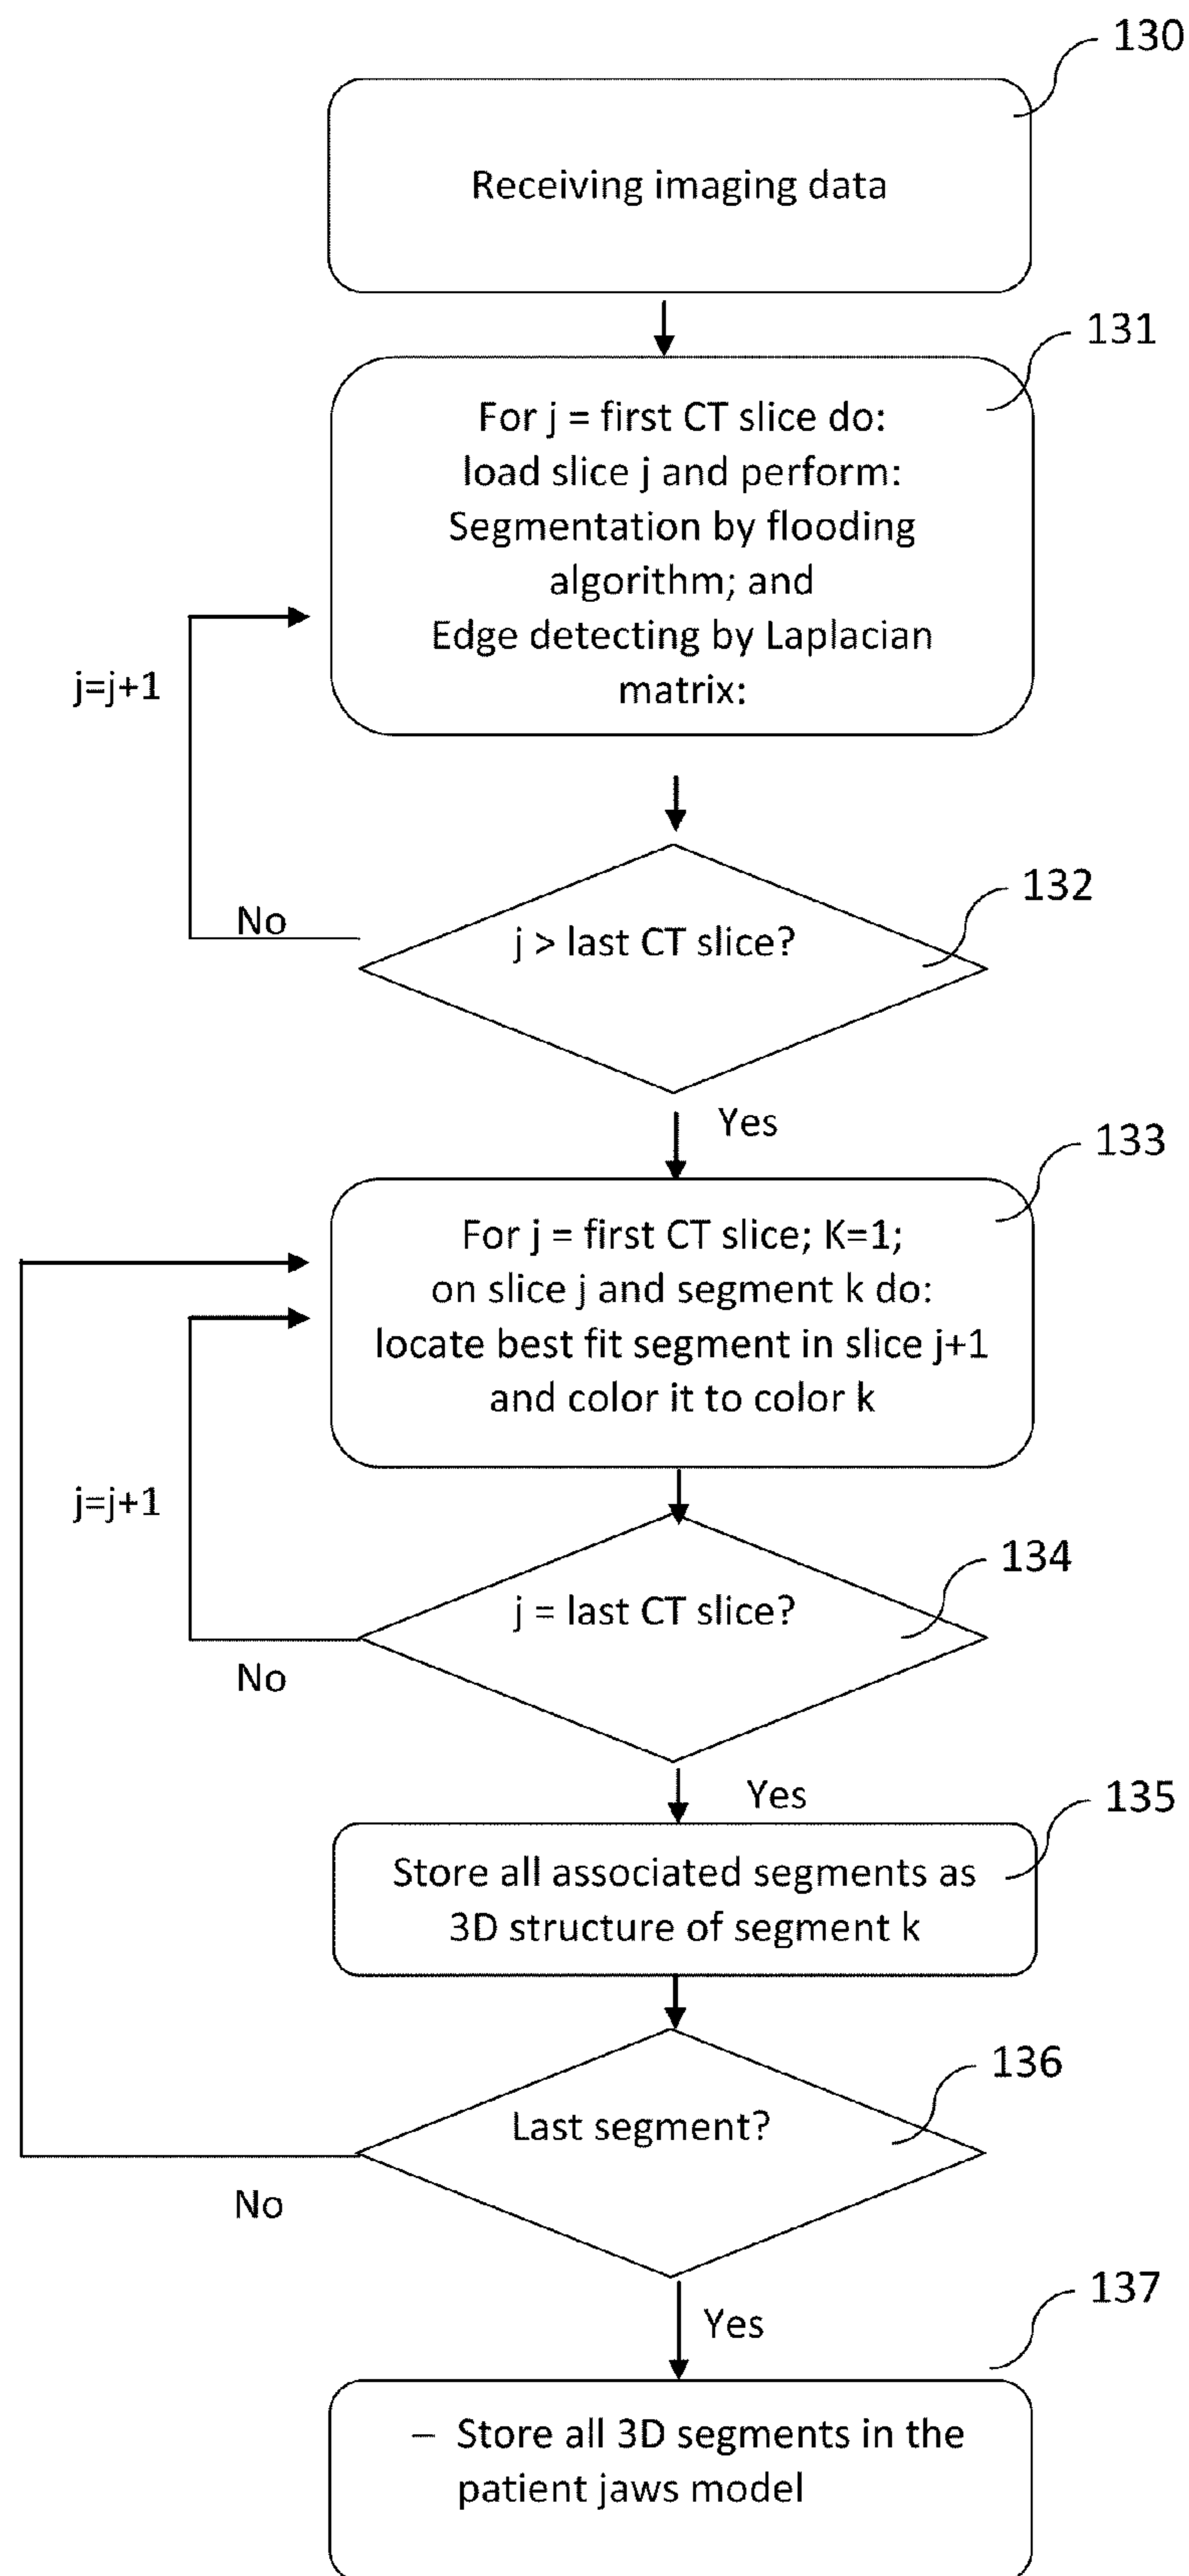 130
Receiving imaging data
131
For j = first CT slice do:
load slice j and perform:
Segmentation by flooding
algorithm; and
Edge detecting by Laplacian
matrix:
j=j+1
132
No
j > last CT slice?
Yes
133
For j = first CT slice; K=1;
on slice j and segment k do:
locate best fit segment in slice j+1
and color it to color k
j=j+1
134
j = last CT slice?
No
Yes
135
Store all associated segments as
3D structure of segment k
136
Last segment?
No
137
Yes
– Store all 3D segments in the
patient jaws model